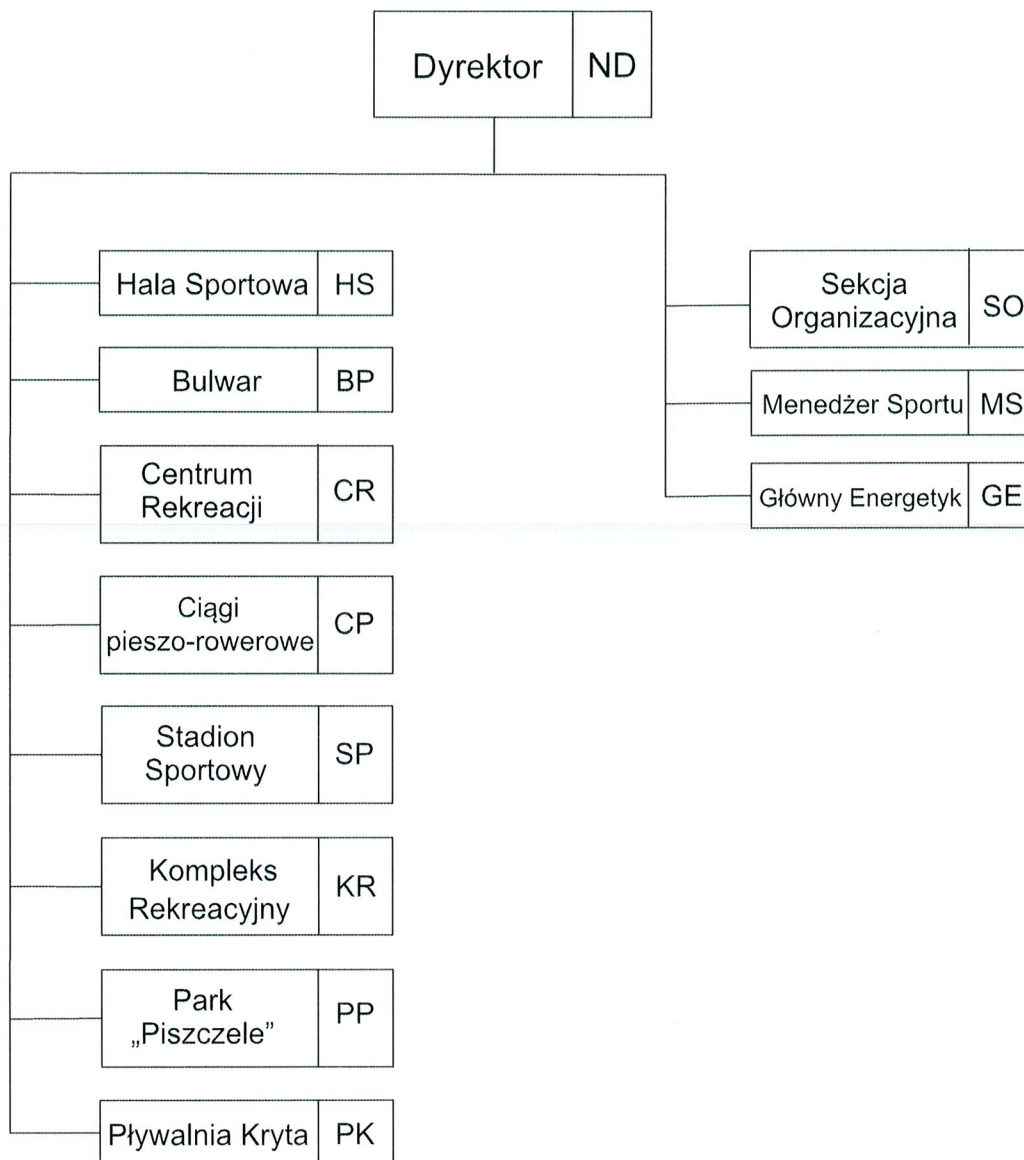 Dyrektor ND
Hala Sportowa HS
Bulwar BP
Centrum
Rekreacji CR
Ciągi
pieszo-rowerowe CP
Stadion
Sportowy SP
Kompleks
Rekreacyjny KR
Park
„Piszczele” PP
Pływalnia Kryta PK
Sekcja
Organizacyjna SO
Menedżer Sportu MS
Główny Energetyk GE